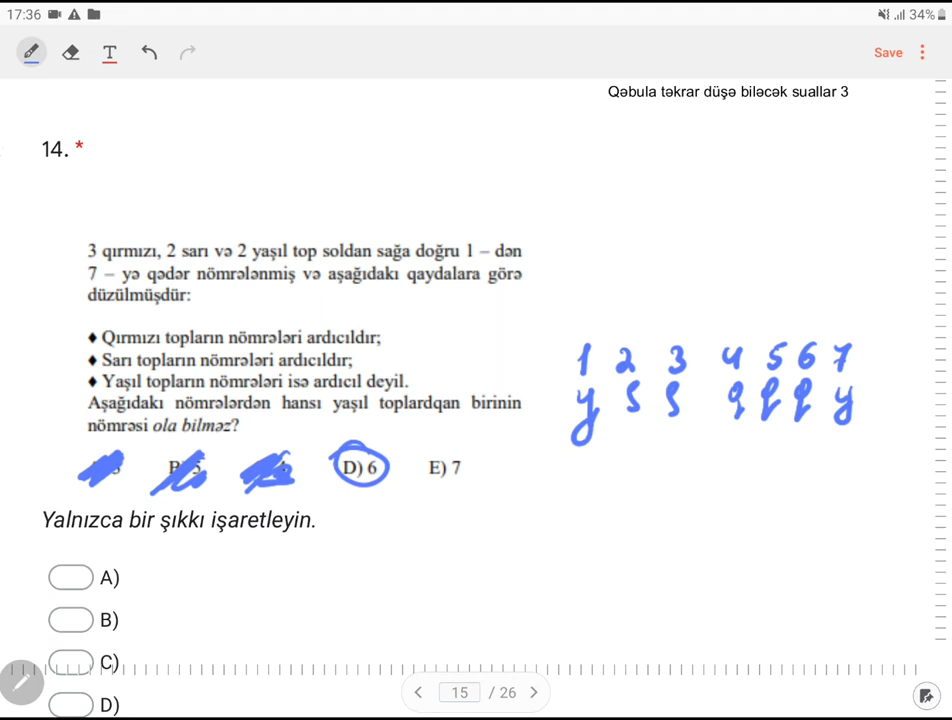 17:36 34%
T Save
Qəbula təkrar düşə biləcək suallar 3
14. *
3 qırmızı, 2 sarı və 2 yaşıl top soldan sağa doğru 1 – dən
7 – yə qədər nömrələnmiş və aşağıdakı qaydalara görə
düzülmüşdür:
♦ Qırmızı topların nömrələri ardıcıldır;
♦ Sarı topların nömrələri ardıcıldır;
♦ Yaşıl topların nömrələri isə ardıcıl deyil.
Aşağıdakı nömrələrdən hansı yaşıl toplardqan birinin
nömrəsi ola bilməz?
1 2 3 4 5 6 7
y s s q q q y
D) 6 E) 7
Yalnızca bir şıkkı işaretleyin.
A)
B)
C)
D)
15 / 26